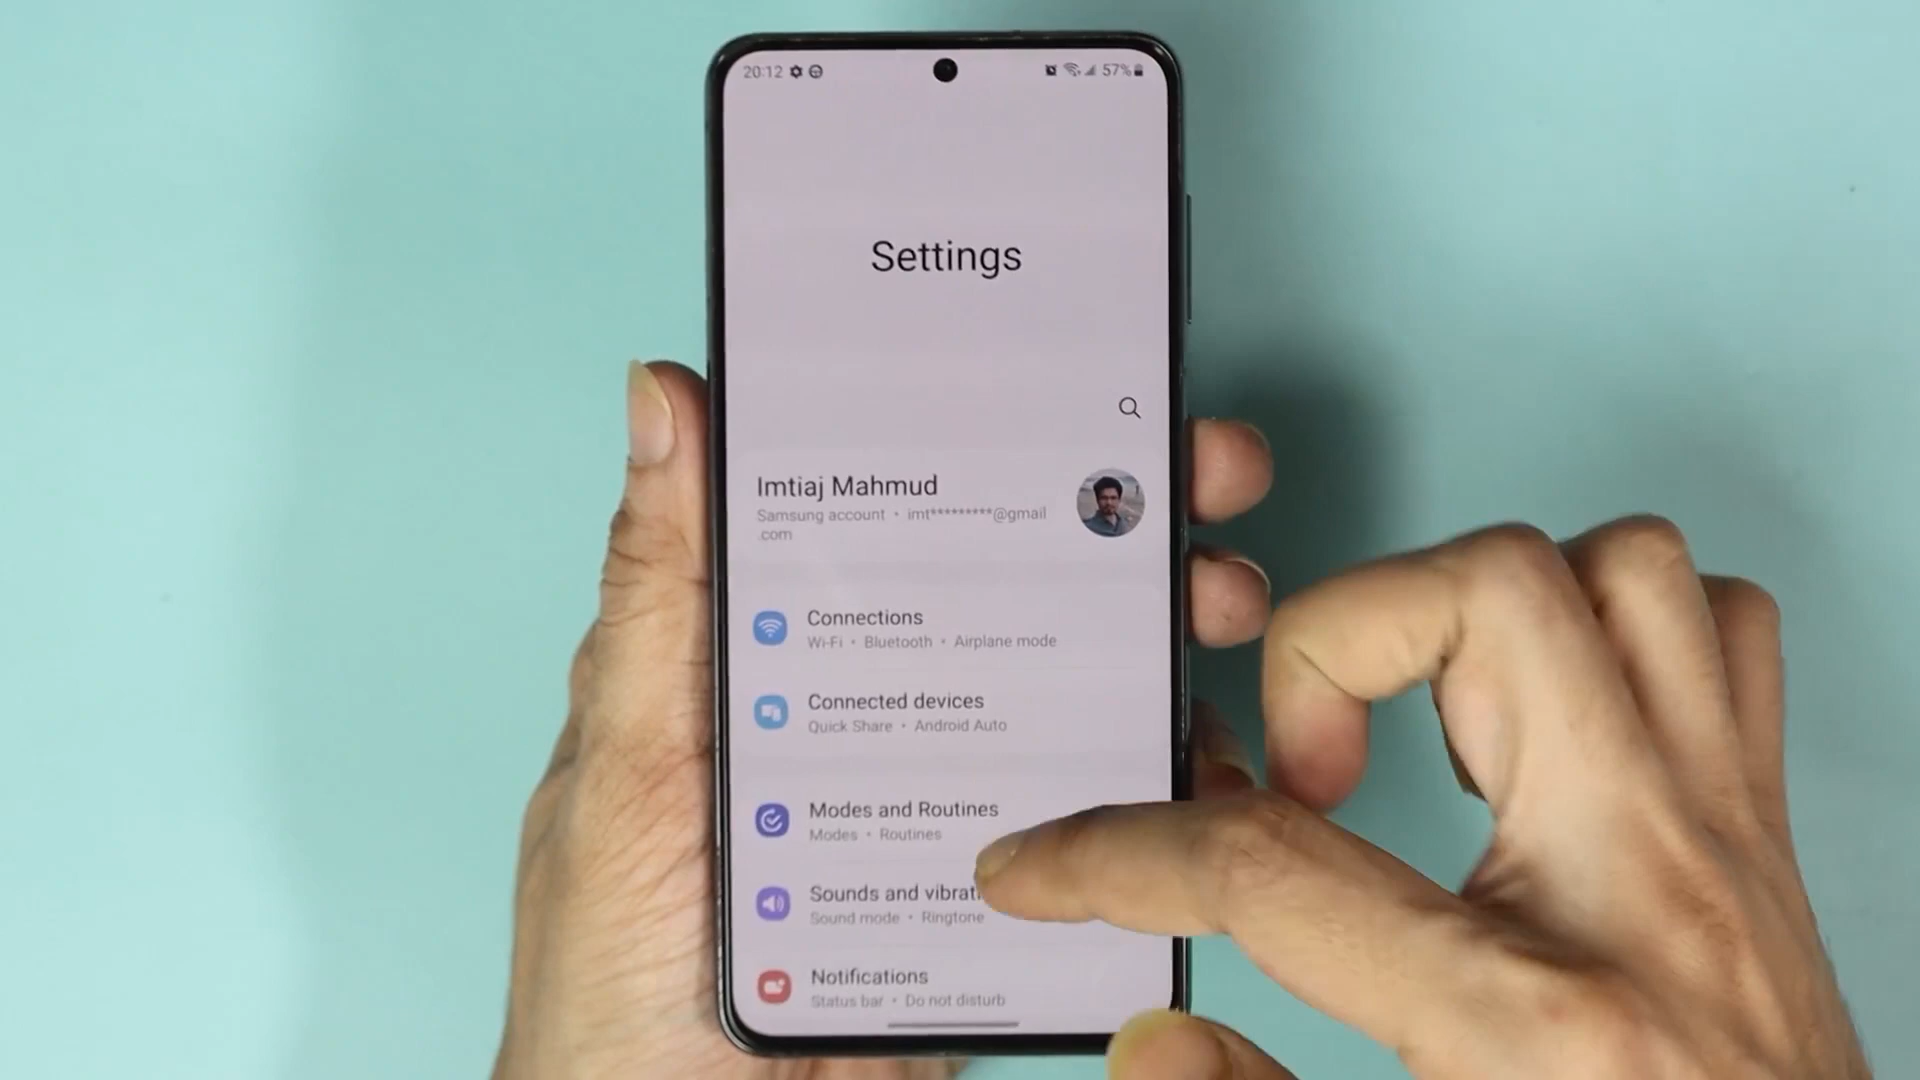 20:12 57%
Settings
Imtiaj Mahmud
Samsung account • imt*********@gmail
.com
Connections
Wi-Fi • Bluetooth • Airplane mode
Connected devices
Quick Share • Android Auto
Modes and Routines
Modes • Routines
Sounds and vibrat
Sound mode • Ringtone
Notifications
Status bar • Do not disturb